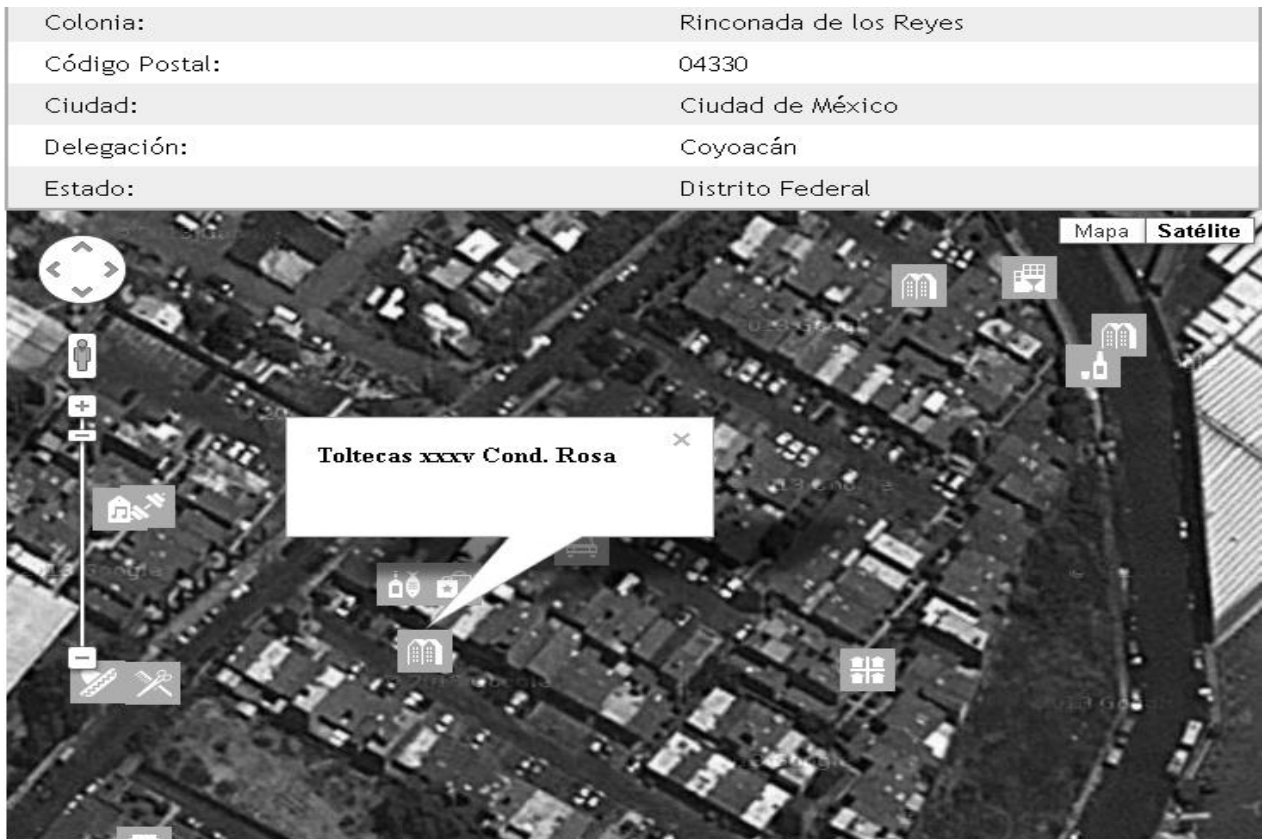 Colonia: Rinconada de los Reyes
Código Postal: 04330
Ciudad: Ciudad de México
Delegación: Coyoacán
Estado: Distrito Federal
Mapa Satélite
Toltecas xxxv Cond. Rosa